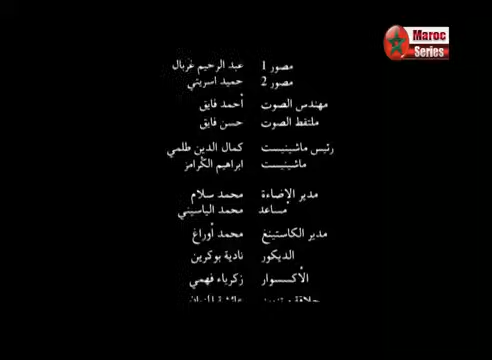 Maroc
Series
مصور 1 عبد الرحيم غربال
مصور 2 حميد اسريتي
مهندس الصوت أحمد فايق
ملتقط الصوت حسن فايق
رئيس ماشينيست كمال الدين طلمي
ماشينيست ابراهيم الكرامز
مدير الإضاءة محمد سلام
مساعد محمد الياسيني
مدير الكاستينغ محمد أوراغ
الديكور نادية بوكرين
الأكسسوار زكرياء فهمي